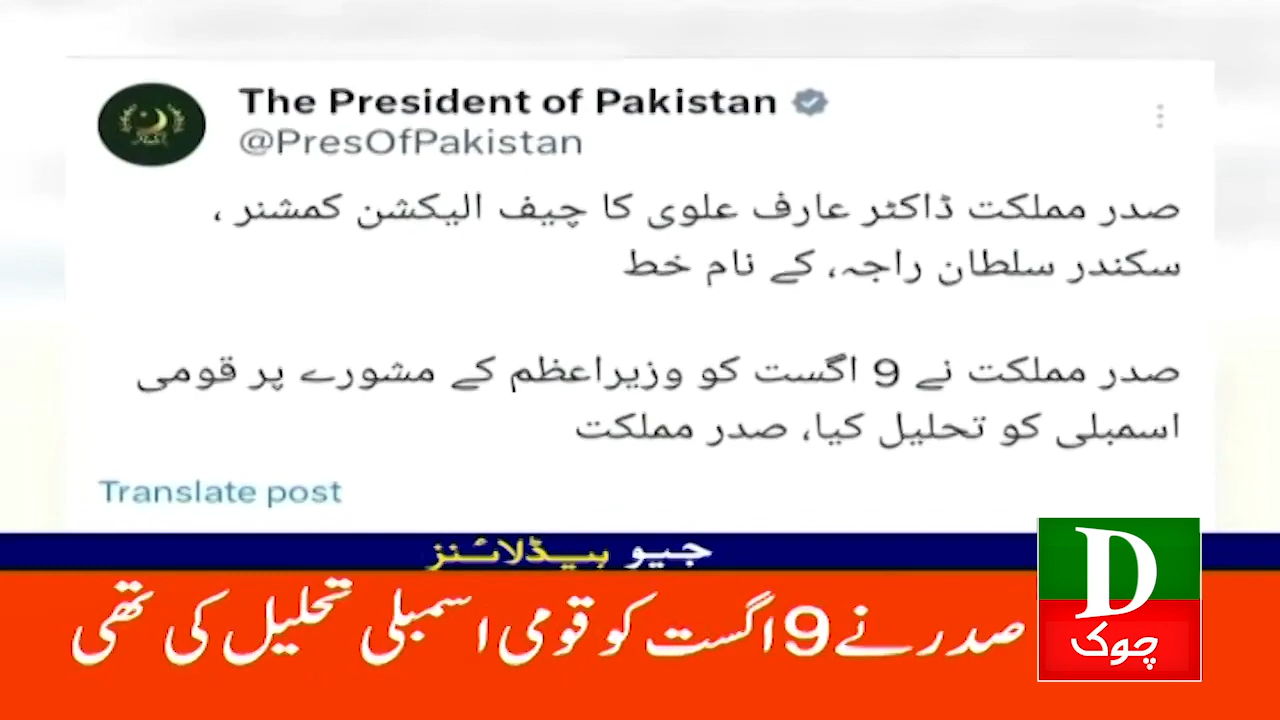 The President of Pakistan
@PresOfPakistan
صدر مملکت ڈاکٹر عارف علوی کا چیف الیکشن کمشنر ،
سکندر سلطان راجہ، کے نام خط
صدر مملکت نے 9 اگست کو وزیراعظم کے مشورے پر قومی
اسمبلی کو تحلیل کیا، صدر مملکت
Translate post
جیو ہیڈلائنز
صدر نے 9 اگست کو قومی اسمبلی تحلیل کی تھی
D
چوک